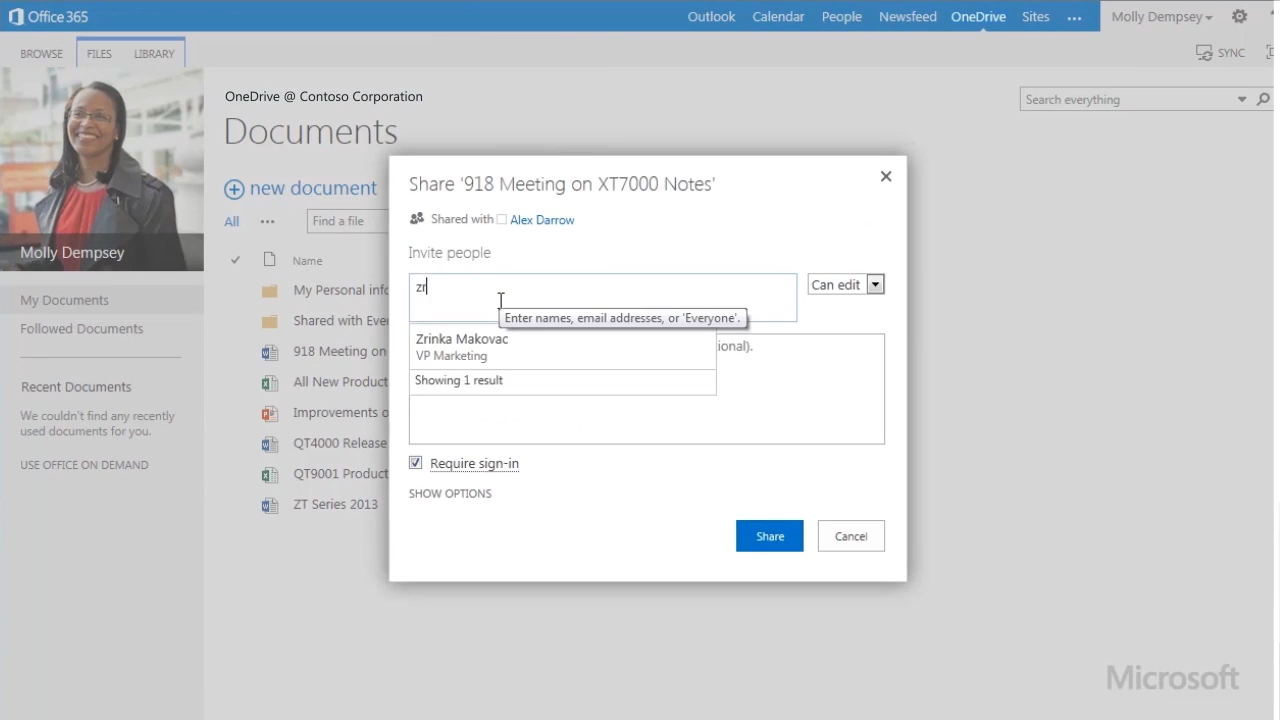 Office 365
Outlook Calendar People Newsfeed OneDrive Sites ... Molly Dempsey
BROWSE FILES LIBRARY
SYNC
OneDrive @ Contoso Corporation
Search everything
Documents
new document
All ... Find a file
Name
My Personal info
Shared with Eve
918 Meeting on
All New Product
Improvements o
QT4000 Release
QT9001 Product
ZT Series 2013
Molly Dempsey
My Documents
Followed Documents
Recent Documents
We couldn't find any recently
used documents for you.
USE OFFICE ON DEMAND
Share '918 Meeting on XT7000 Notes'
Shared with Alex Darrow
Invite people
zr
Can edit
Enter names, email addresses, or 'Everyone'.
Zrinka Makovac
VP Marketing
ional).
Showing 1 result
Require sign-in
SHOW OPTIONS
Share Cancel
Microsoft